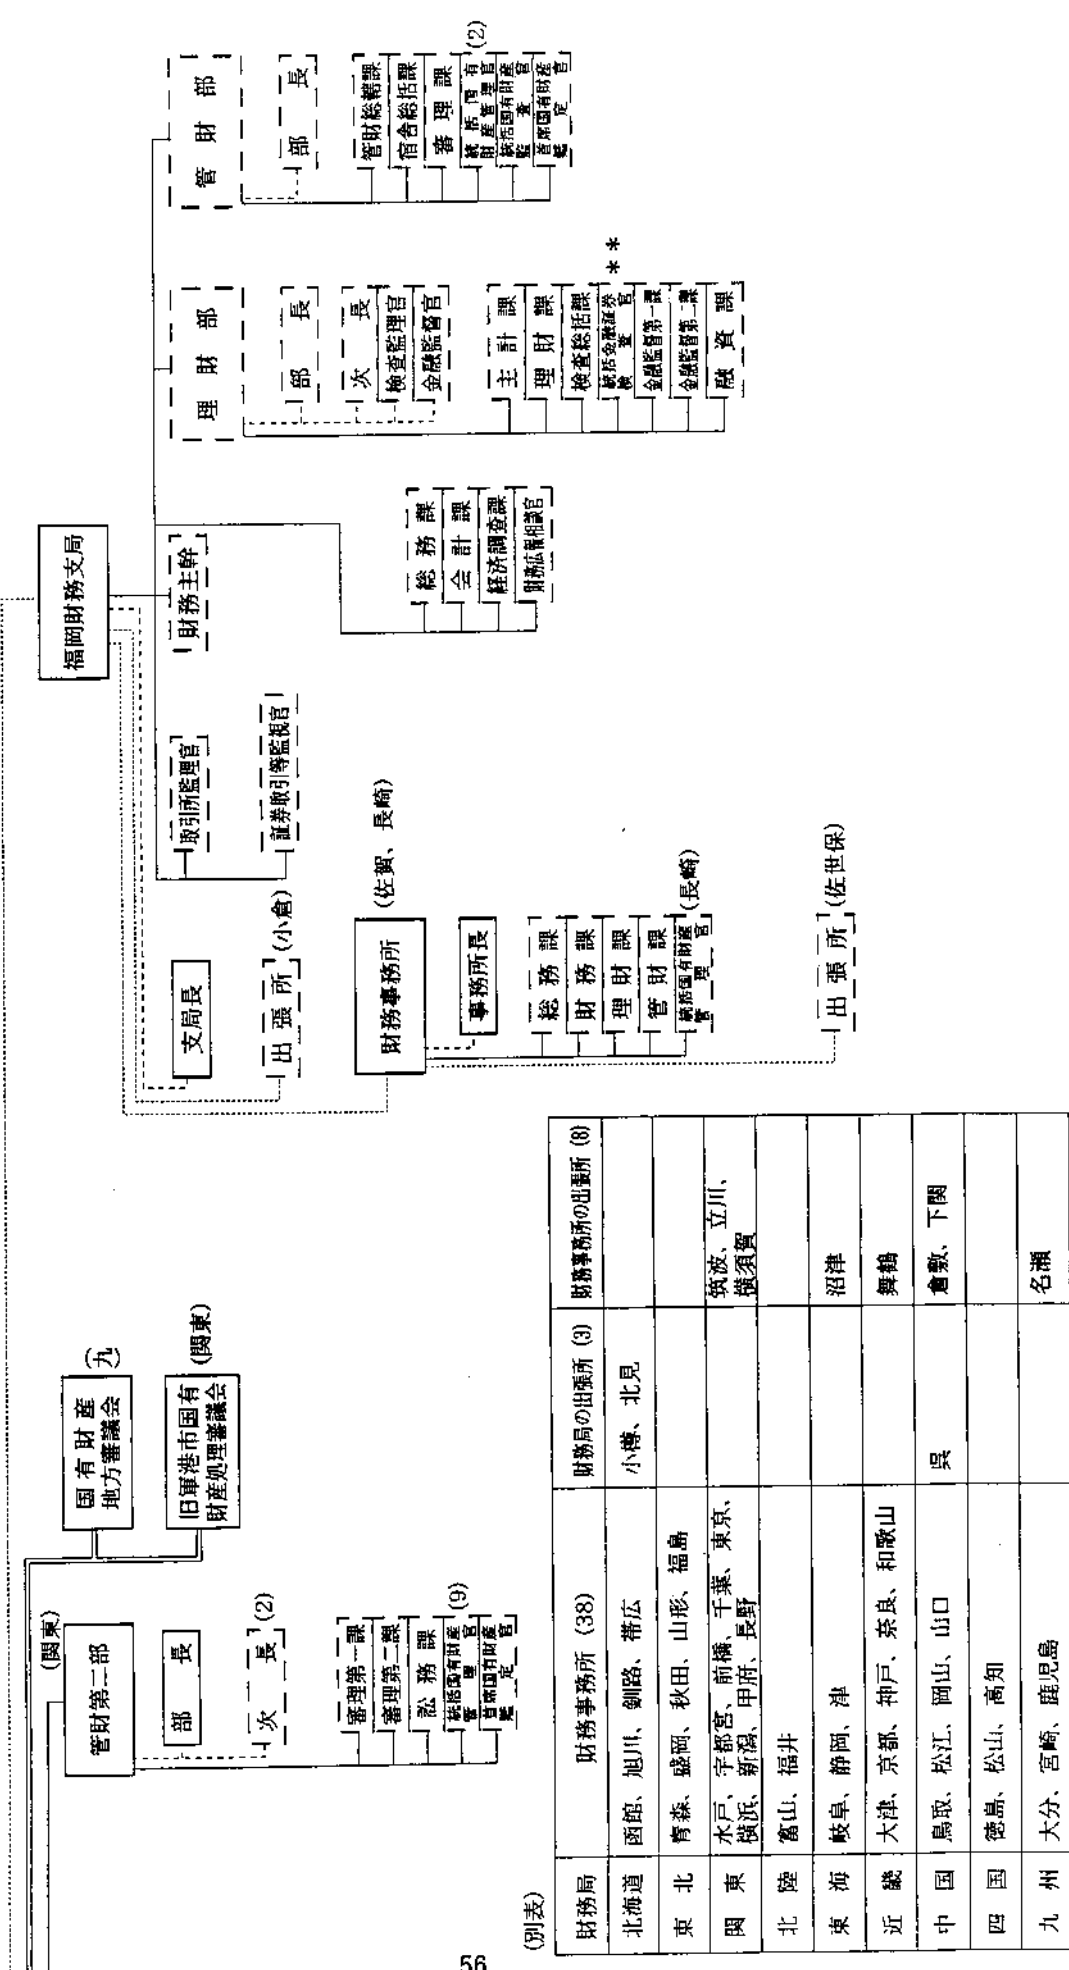 (関東)
管財第二部
部長
次長
(2)
審理第一課
審理第二課
訟務課
統括国有財産管理官
(9)
首席国有財産鑑定官
国有財産
地方審議会
(九)
旧軍港市国有
財産処理審議会
(関東)
福岡財務支局
支局長
出張所
(小倉)
財務事務所
(佐賀、長崎)
事務所長
総務課
財務課
理財課
管財課
統括国有財産管理官
(長崎)
出張所
(佐世保)
取引所監理官
証券取引等監視官
財務主幹
総務課
会計課
経済調査課
財務広報相談官
理財部
部長
次長
検査監理官
金融監督官
主計課
理財課
検査総括課
統括金融証券検査官
**
金融監督第一課
金融監督第二課
融資課
管財部
部長
管財総括課
宿舎総括課
審理課
統括国有財産管理官
(2)
統括国有財産監査官
首席国有財産鑑定官
(別表)
財務局 財務事務所 (38) 財務局の出張所 (3) 財務事務所の出張所 (8)
北海道 函館、旭川、釧路、帯広 小樽、北見
東北 青森、盛岡、秋田、山形、福島
関東 水戸、宇都宮、前橋、千葉、東京、 筑波、立川、
横浜、新潟、甲府、長野 横須賀
北陸 富山、福井
東海 岐阜、静岡、津 沼津
近畿 大津、京都、神戸、奈良、和歌山 舞鶴
中国 鳥取、松江、岡山、山口 呉 倉敷、下関
四国 徳島、松山、高知
九州 大分、宮崎、鹿児島 名瀬
56